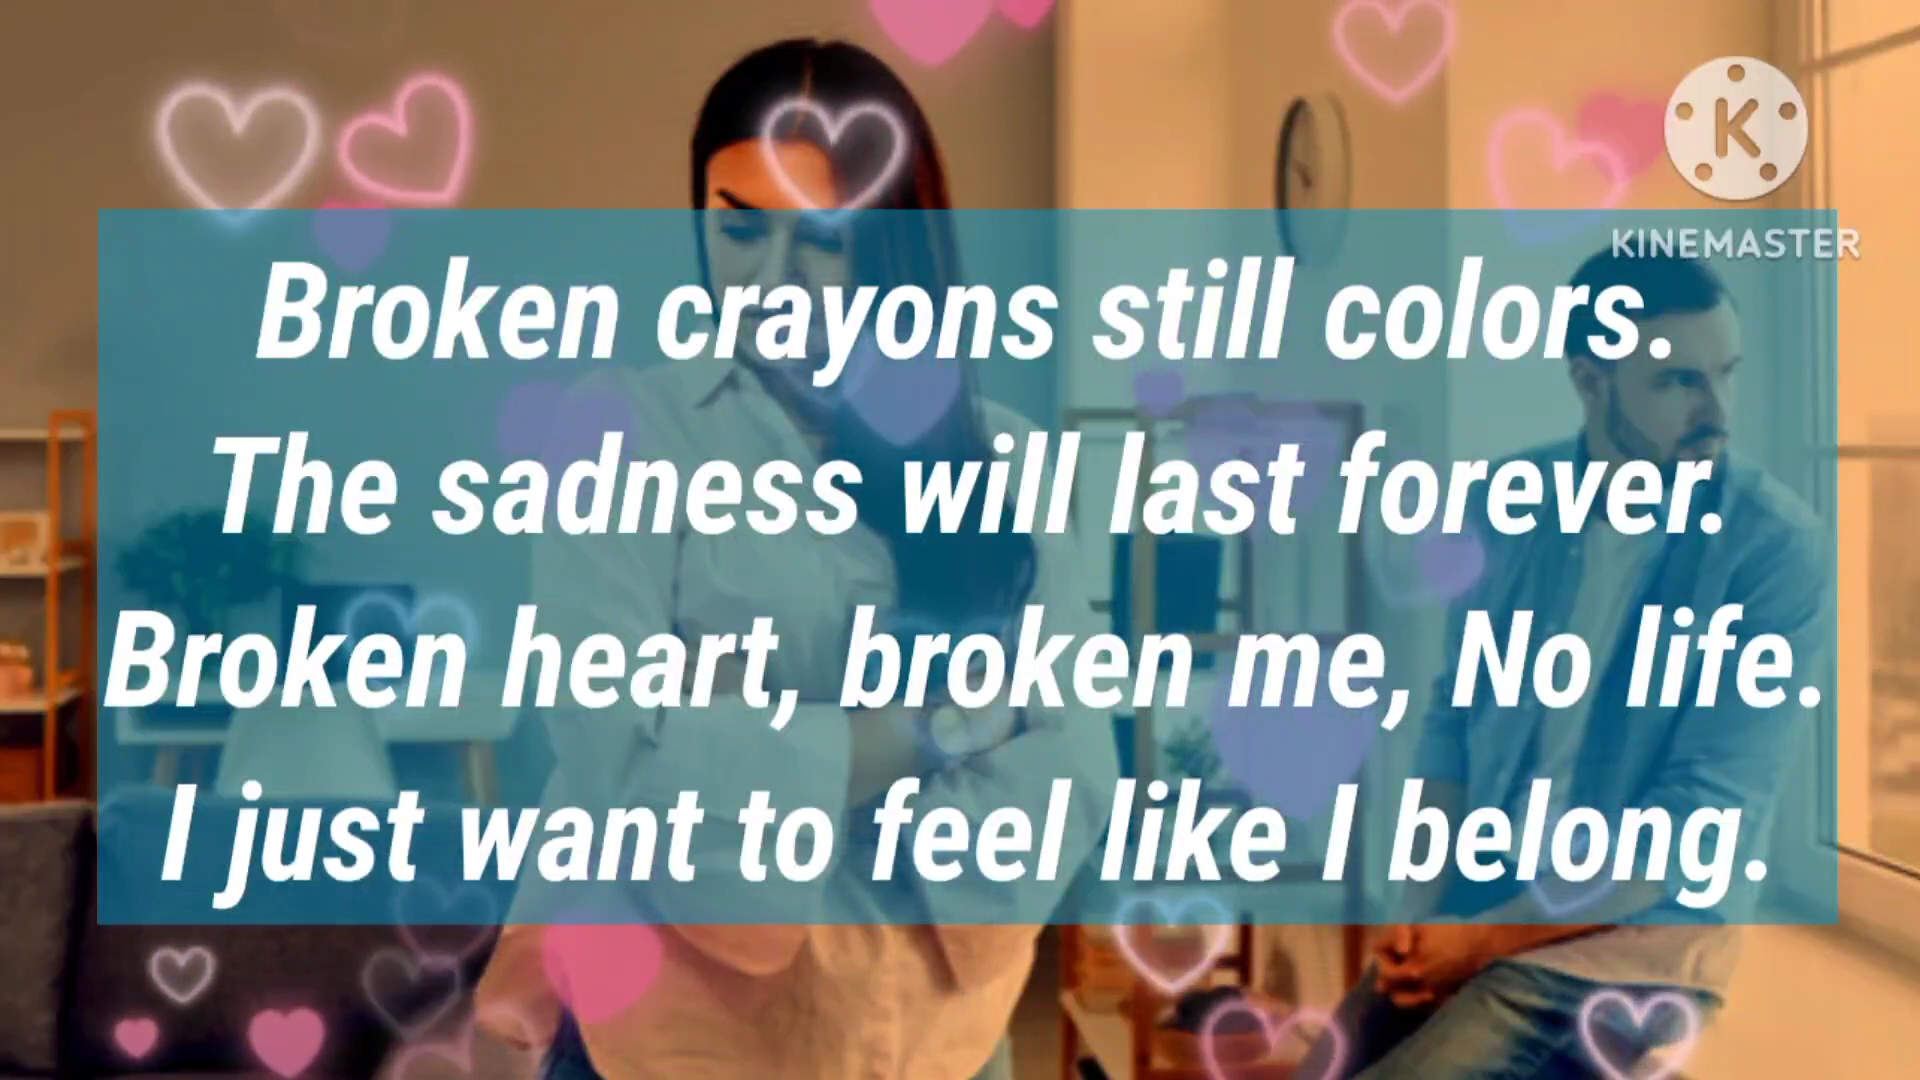 K
KINEMASTER
Broken crayons still colors.
The sadness will last forever.
Broken heart, broken me, No life.
I just want to feel like I belong.